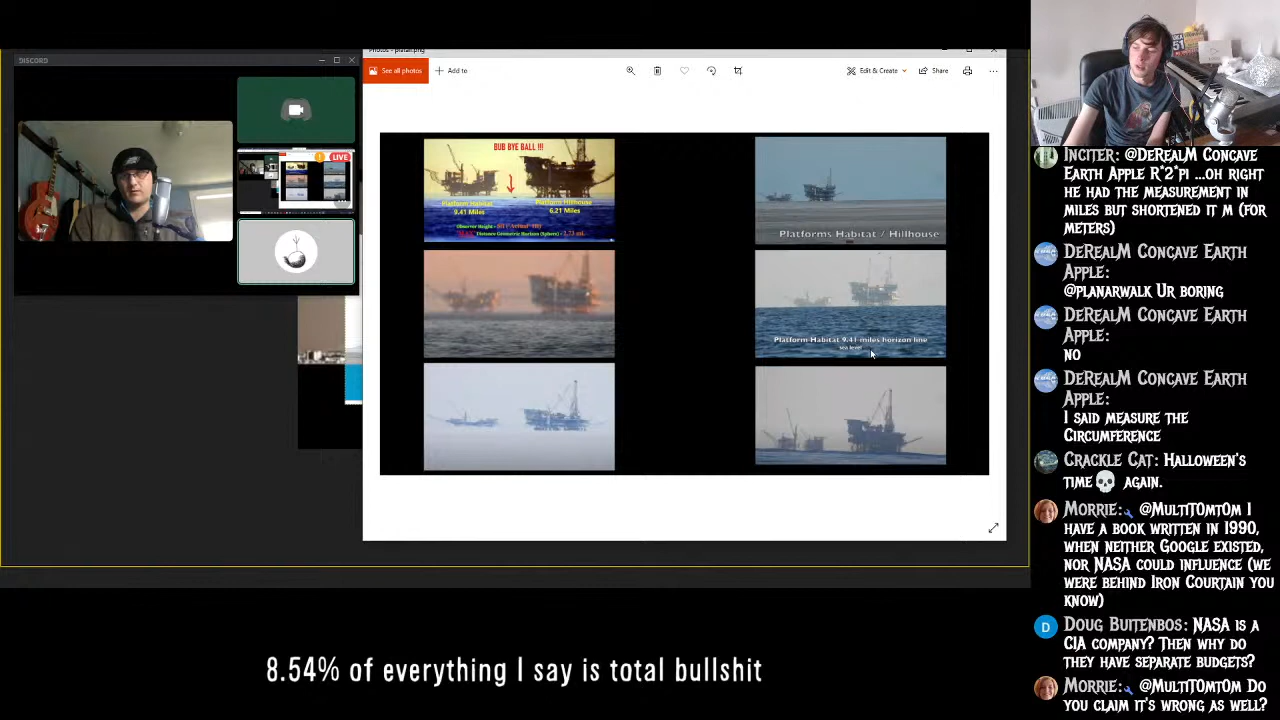 DISCORD
Photos - platair.png
See all photos
Add to
Edit & Create
Share
LIVE
BUB BYE BALL !!!
Platform Habitat
9.41 Miles
Platform Hillhouse
6.21 Miles
Platforms Habitat / Hillhouse
Platform Habitat 9.41 miles horizon line
sea level
8.54% of everything I say is total bullshit
Inciter: @DeRealM Concave
Earth Apple R*2*pi ...oh right
he had the measurement in
miles but shortened it m (for
meters)
DeRealM Concave Earth
Apple:
@planarwalk Ur boring
DeRealM Concave Earth
Apple:
No
DeRealM Concave Earth
Apple:
I said measure the
Circumference
Crackle Cat: Halloween's
time💀 again.
Morrie: @MultiTomTom I
have a book written in 1990,
when neither Google existed,
nor NASA could influence (we
were behind Iron Courtain you
know)
D
Doug Buitenbos: NASA is a
CIA company? Then why do
they have separate budgets?
Morrie: @MultiTomTom Do
you claim it's wrong as well?